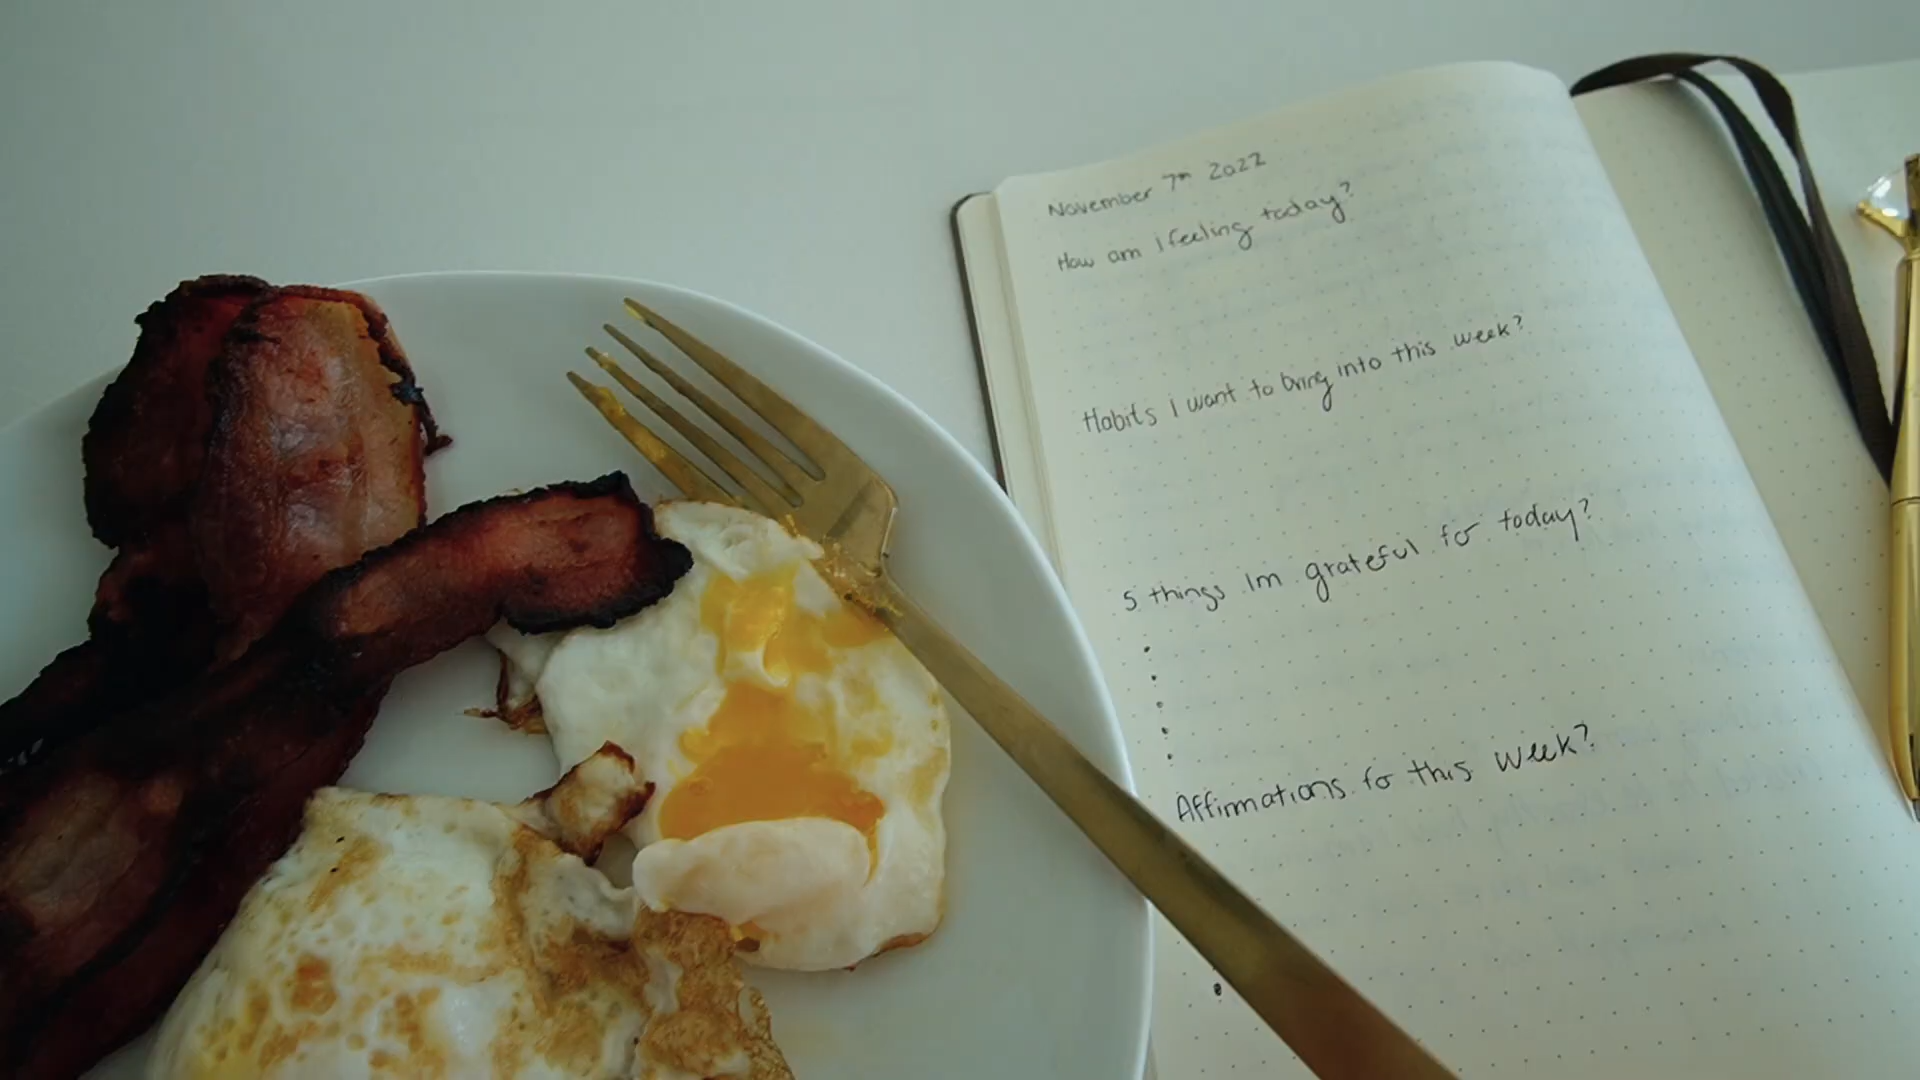 November 7th 2022
How am I feeling today?
Habits I want to bring into this week?
5 things Im grateful for today?
Affirmations for this week?